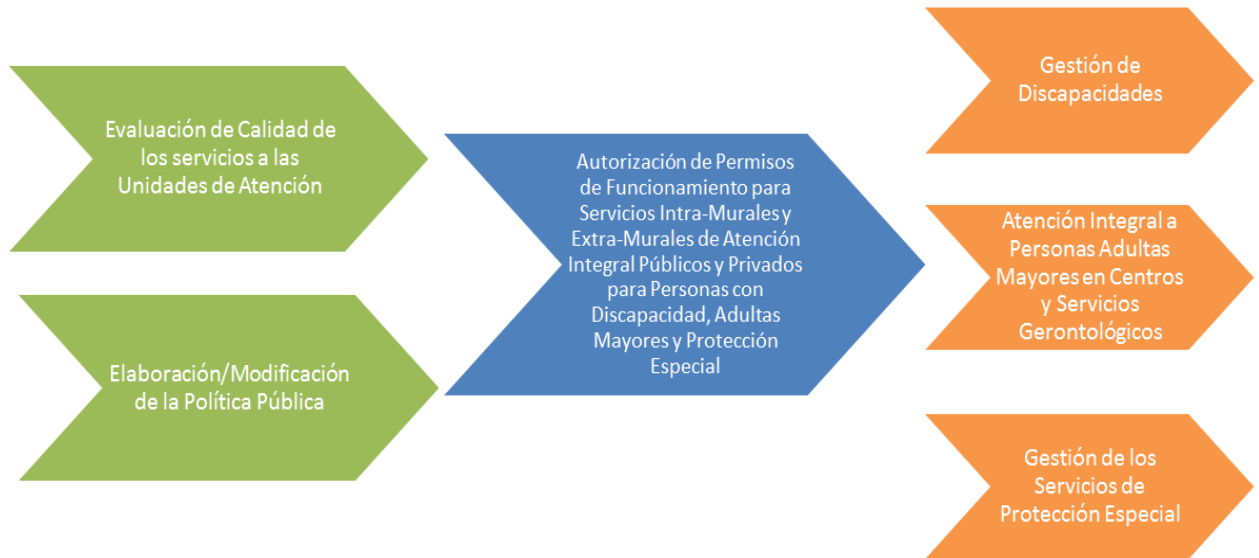 Evaluación de Calidad de
los servicios a las
Unidades de Atención
Elaboración/Modificación
de la Política Pública
Autorización de Permisos
de Funcionamiento para
Servicios Intra-Murales y
Extra-Murales de Atención
Integral Públicos y Privados
para Personas con
Discapacidad, Adultas
Mayores y Protección
Especial
Gestión de
Discapacidades
Atención Integral a
Personas Adultas
Mayores en Centros
y Servicios
Gerontológicos
Gestión de los
Servicios de
Protección Especial